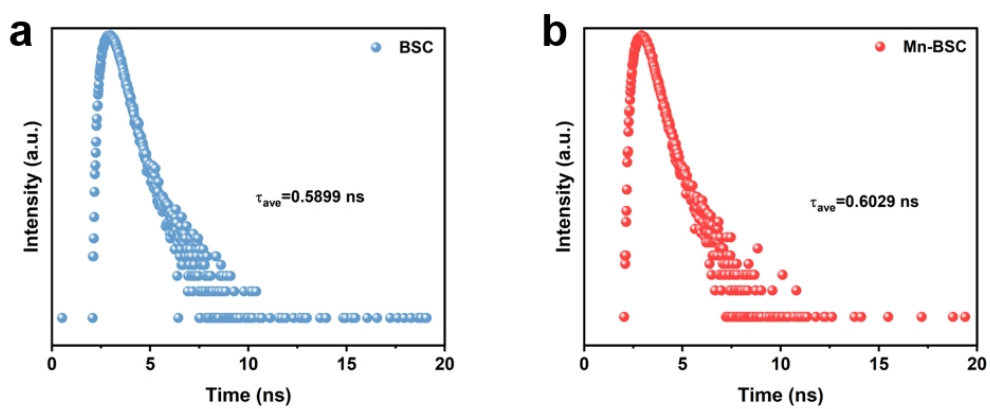 a
BSC
τave=0.5899 ns
Intensity (a.u.)
0 5 10 15 20
Time (ns)
b
Mn-BSC
τave=0.6029 ns
Intensity (a.u.)
0 5 10 15 20
Time (ns)